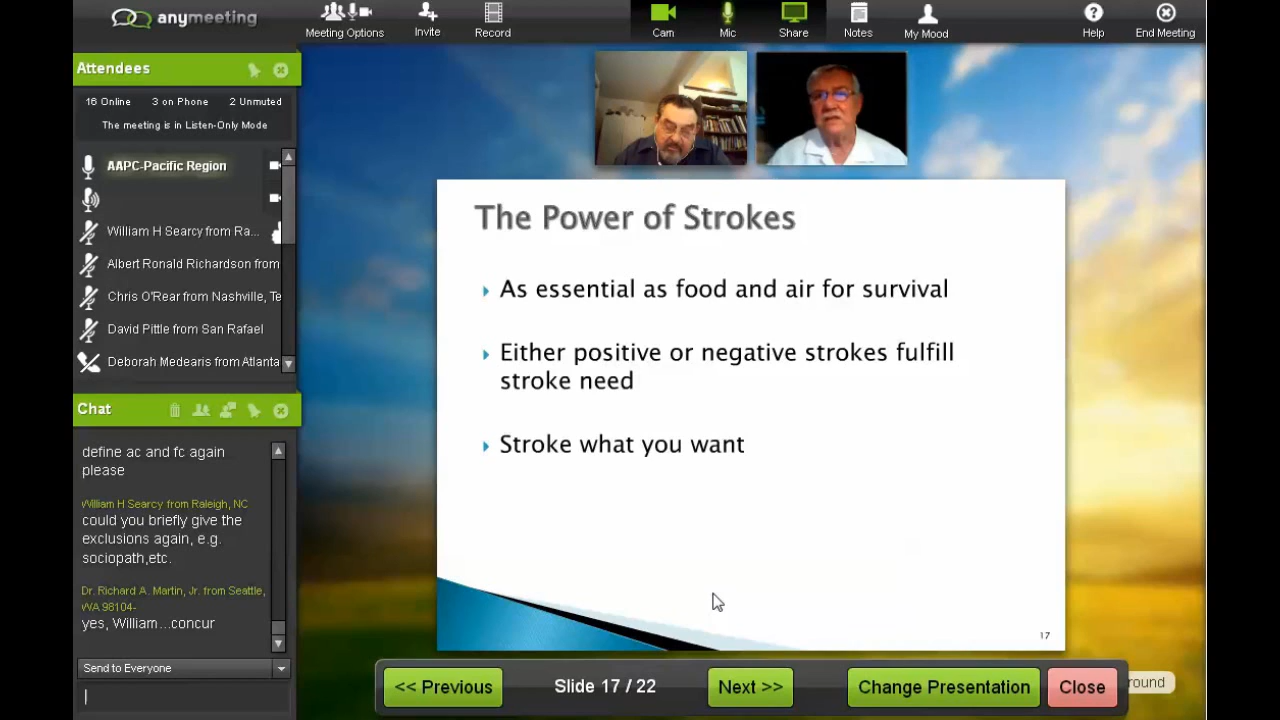 anymeeting
Meeting Options
Invite
Record
Cam
Mic
Share
Notes
My Mood
Help
End Meeting
Attendees
16 Online 3 on Phone 2 Unmuted
The meeting is in Listen-Only Mode
AAPC-Pacific Region
William H Searcy from Ra...
Albert Ronald Richardson from
Chris O'Rear from Nashville, Te
David Pittle from San Rafael
Deborah Medearis from Atlanta
Chat
define ac and fc again
please
William H Searcy from Raleigh, NC
could you briefly give the
exclusions again, e.g.
sociopath,etc.
Dr. Richard A. Martin, Jr. from Seattle,
WA 98104-
yes, William...concur
Send to Everyone
The Power of Strokes
As essential as food and air for survival
Either positive or negative strokes fulfill
stroke need
Stroke what you want
17
<< Previous
Slide 17 / 22
Next >>
Change Presentation
Close
round